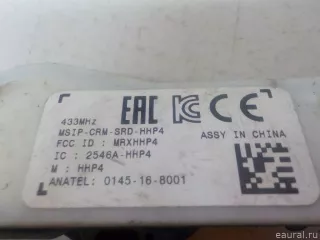 433MHz
EAC KC CE
MSIP-CRM-SRD-HHP4
FCC ID : MRXHHP4
ASSY IN CHINA
IC : 2546A-HHP4
M : HHP4
ANATEL: 0145-16-8001
© eaural.ru